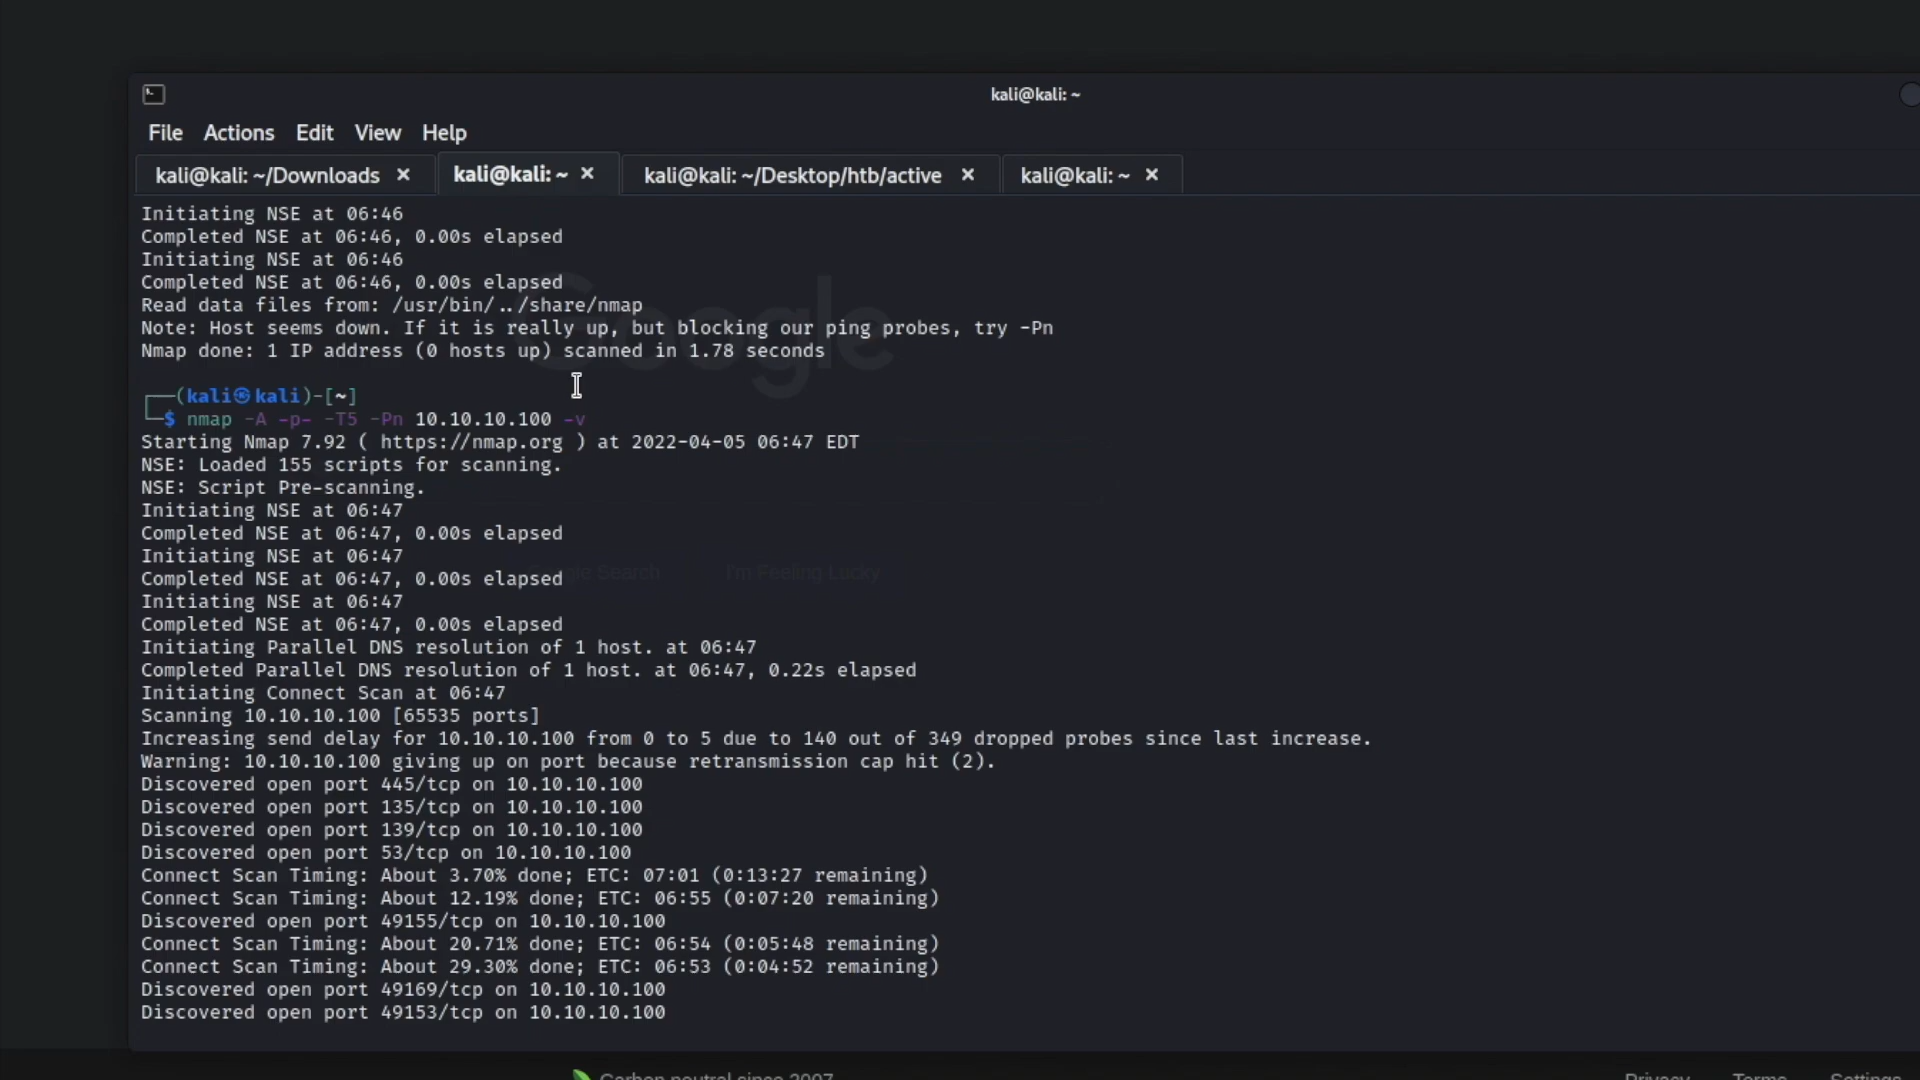 kali@kali: ~
File Actions Edit View Help
kali@kali: ~/Downloads × kali@kali: ~ × kali@kali: ~/Desktop/htb/active × kali@kali: ~ ×
Initiating NSE at 06:46
Completed NSE at 06:46, 0.00s elapsed
Initiating NSE at 06:46
Completed NSE at 06:46, 0.00s elapsed
Read data files from: /usr/bin/../share/nmap
Note: Host seems down. If it is really up, but blocking our ping probes, try -Pn
Nmap done: 1 IP address (0 hosts up) scanned in 1.78 seconds
Google
┌──(kali㉿kali)-[~]
└─$ nmap -A -p- -T5 -Pn 10.10.10.100 -v
Starting Nmap 7.92 ( https://nmap.org ) at 2022-04-05 06:47 EDT
NSE: Loaded 155 scripts for scanning.
NSE: Script Pre-scanning.
Initiating NSE at 06:47
Completed NSE at 06:47, 0.00s elapsed
Initiating NSE at 06:47
Completed NSE at 06:47, 0.00s elapsed
Google Search I'm Feeling Lucky
Initiating NSE at 06:47
Completed NSE at 06:47, 0.00s elapsed
Initiating Parallel DNS resolution of 1 host. at 06:47
Completed Parallel DNS resolution of 1 host. at 06:47, 0.22s elapsed
Initiating Connect Scan at 06:47
Scanning 10.10.10.100 [65535 ports]
Increasing send delay for 10.10.10.100 from 0 to 5 due to 140 out of 349 dropped probes since last increase.
Warning: 10.10.10.100 giving up on port because retransmission cap hit (2).
Discovered open port 445/tcp on 10.10.10.100
Discovered open port 135/tcp on 10.10.10.100
Discovered open port 139/tcp on 10.10.10.100
Discovered open port 53/tcp on 10.10.10.100
Connect Scan Timing: About 3.70% done; ETC: 07:01 (0:13:27 remaining)
Connect Scan Timing: About 12.19% done; ETC: 06:55 (0:07:20 remaining)
Discovered open port 49155/tcp on 10.10.10.100
Connect Scan Timing: About 20.71% done; ETC: 06:54 (0:05:48 remaining)
Connect Scan Timing: About 29.30% done; ETC: 06:53 (0:04:52 remaining)
Discovered open port 49169/tcp on 10.10.10.100
Discovered open port 49153/tcp on 10.10.10.100
Carbon neutral since 2007 Privacy Terms Settings